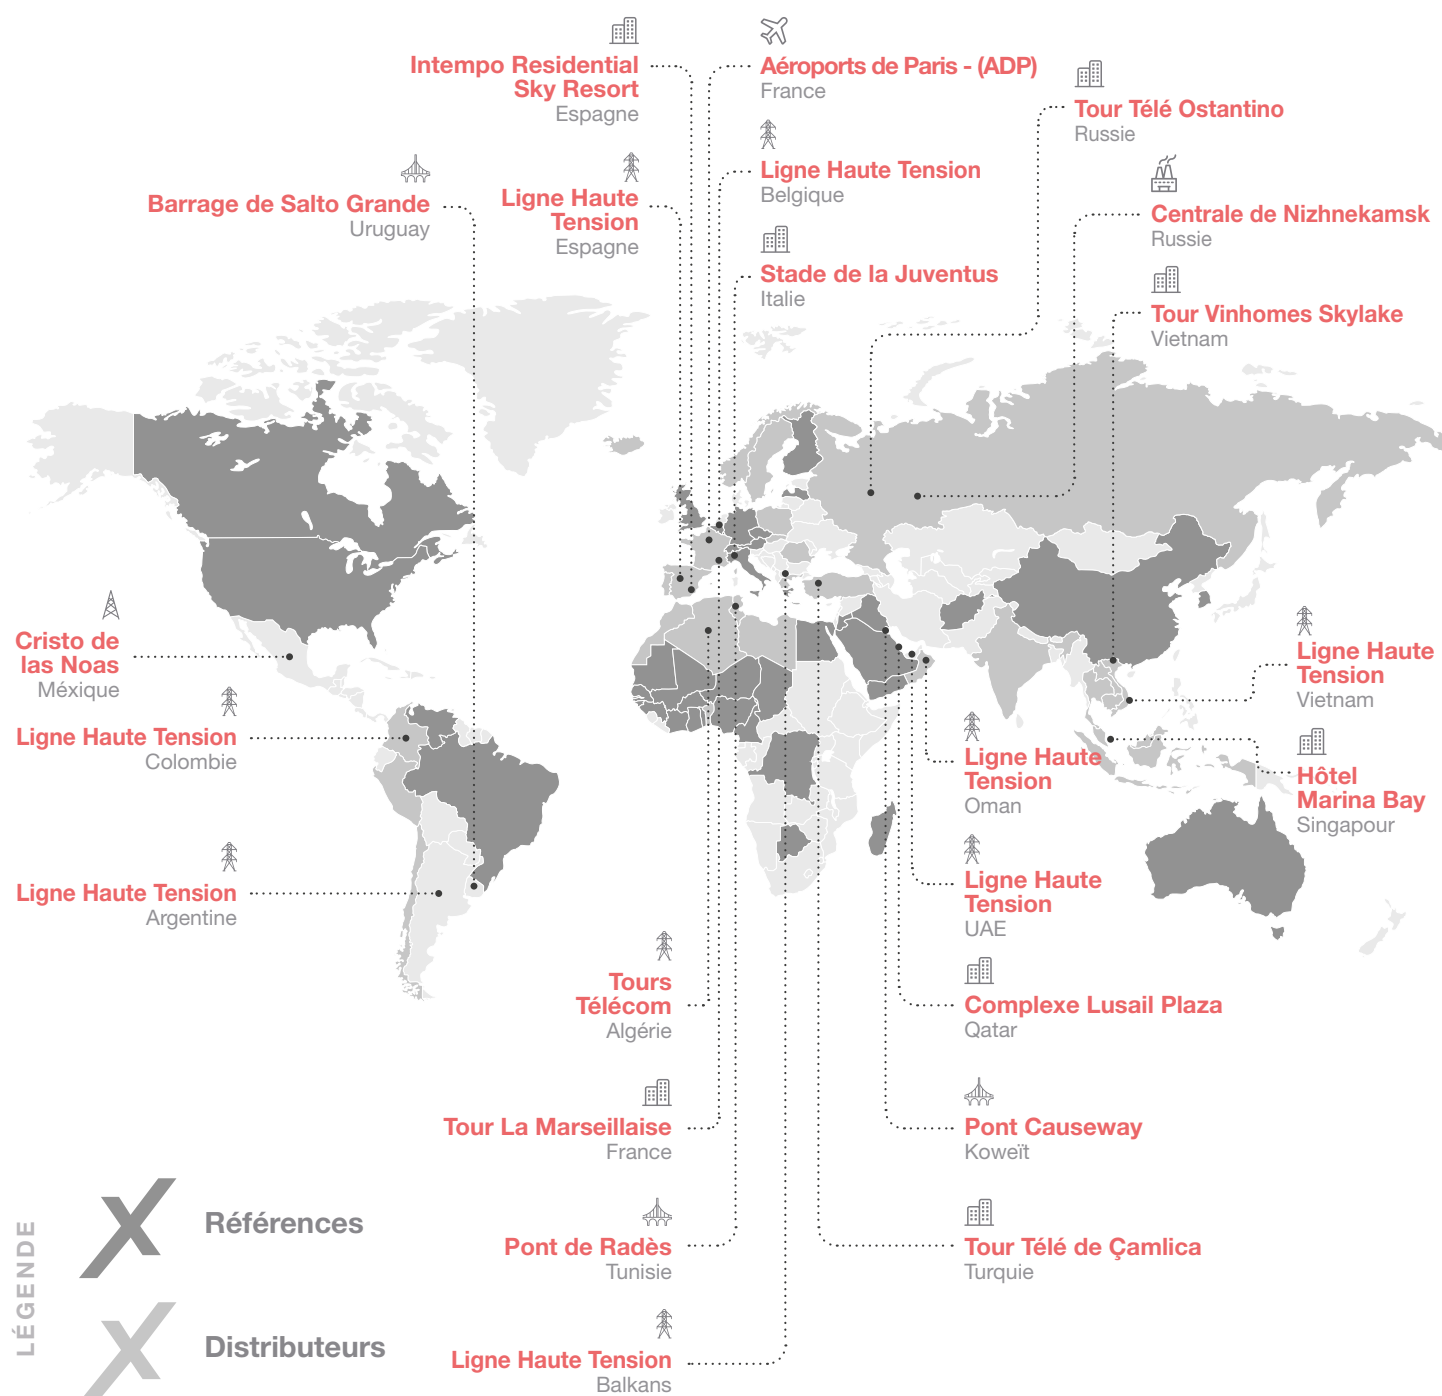 Intempo Residential
Sky Resort
Espagne
Aéroports de Paris - (ADP)
France
Tour Télé Ostantino
Russie
Barrage de Salto Grande
Uruguay
Ligne Haute
Tension
Espagne
Ligne Haute Tension
Belgique
Centrale de Nizhnekamsk
Russie
Stade de la Juventus
Italie
Tour Vinhomes Skylake
Vietnam
Cristo de
las Noas
Méxique
Ligne Haute Tension
Colombie
Ligne Haute Tension
Argentine
Ligne Haute
Tension
Vietnam
Hôtel
Marina Bay
Singapour
Ligne Haute
Tension
Oman
Ligne Haute
Tension
UAE
Tours
Télécom
Algérie
Complexe Lusail Plaza
Qatar
Tour La Marseillaise
France
Pont Causeway
Koweït
Pont de Radès
Tunisie
Tour Télé de Çamlica
Turquie
Ligne Haute Tension
Balkans
LÉGENDE
Références
Distributeurs